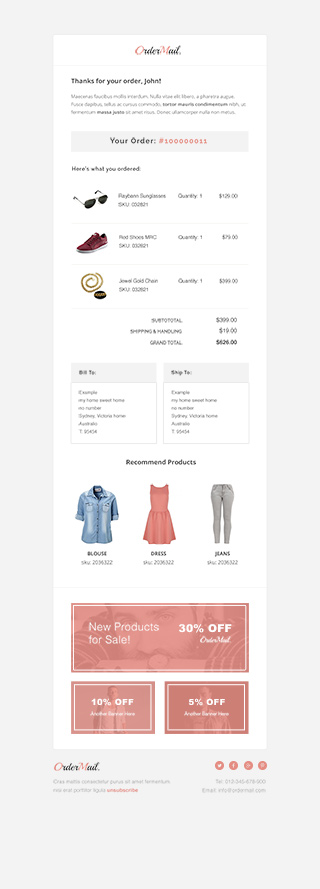 OrderMail.
Thanks for your order, John!
Maecenas faucibus mollis interdum. Nulla vitae elit libero, a pharetra augue.
Fusce dapibus, tellus ac cursus commodo, tortor mauris condimentum nibh, ut
fermentum massa justo sit amet risus. Donec ullamcorper nulla non metus.
Your Order: #100000011
Here's what you ordered:
Raybann Sunglasses Quantity: 1 $129.00
SKU: 032821
Red Shoes MRC Quantity: 1 $79.00
SKU: 032821
Jewel Gold Chain Quantity: 1 $399.00
SKU: 032821
SUBTOTOTAL $399.00
SHIPPING & HANDLING $19.00
GRAND TOTAL $626.00
Bill To: Ship To:
Example Example
my home sweet home my home sweet home
no number no number
Sydney, Victoria home Sydney, Victoria home
Australia Australia
T: 95454 T: 95454
Recommend Products
BLOUSE DRESS JEANS
sku: 2036322 sku: 2036322 sku: 2036322
New Products
for Sale!
30% OFF
OrderMail.
10% OFF 5% OFF
Another Banner Here Another Banner Here
OrderMail.
Cras mattis consectetur purus sit amet fermentum. Tel: 013-345-678-900
nce erat porttitor ligula unsubscribe Email: info@ordermail.com